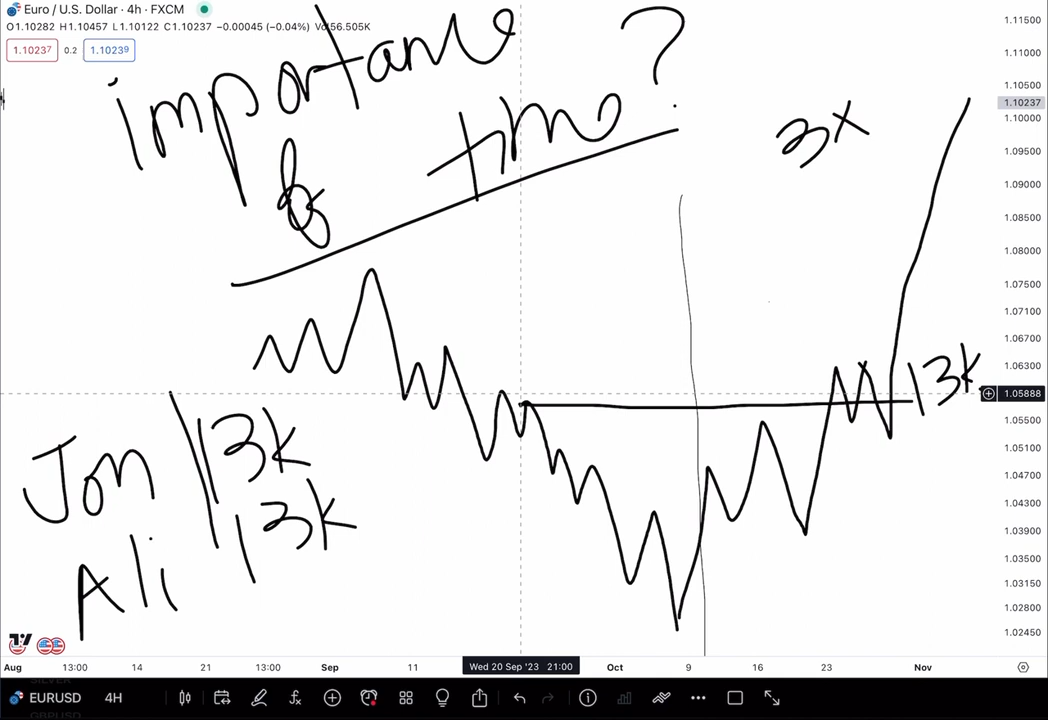 Euro / U.S. Dollar · 4h · FXCM
O1.10282 H1.10457 L1.10122 C1.10237 −0.00045 (−0.04%) Vol56.505K
1.10237 0.2 1.10239
importance
of time?
3x
13k
Jon 13k
Ali 13k
1.11500
1.11000
1.10500
1.10237
1.10000
1.09500
1.09000
1.08500
1.08000
1.07500
1.07100
1.06700
1.06300
1.05888
1.05500
1.05100
1.04700
1.04300
1.03900
1.03500
1.03150
1.02800
1.02450
Aug 13:00 14 21 13:00 Sep 11 Wed 20 Sep '23 21:00 Oct 9 16 23 Nov
EURUSD 4H